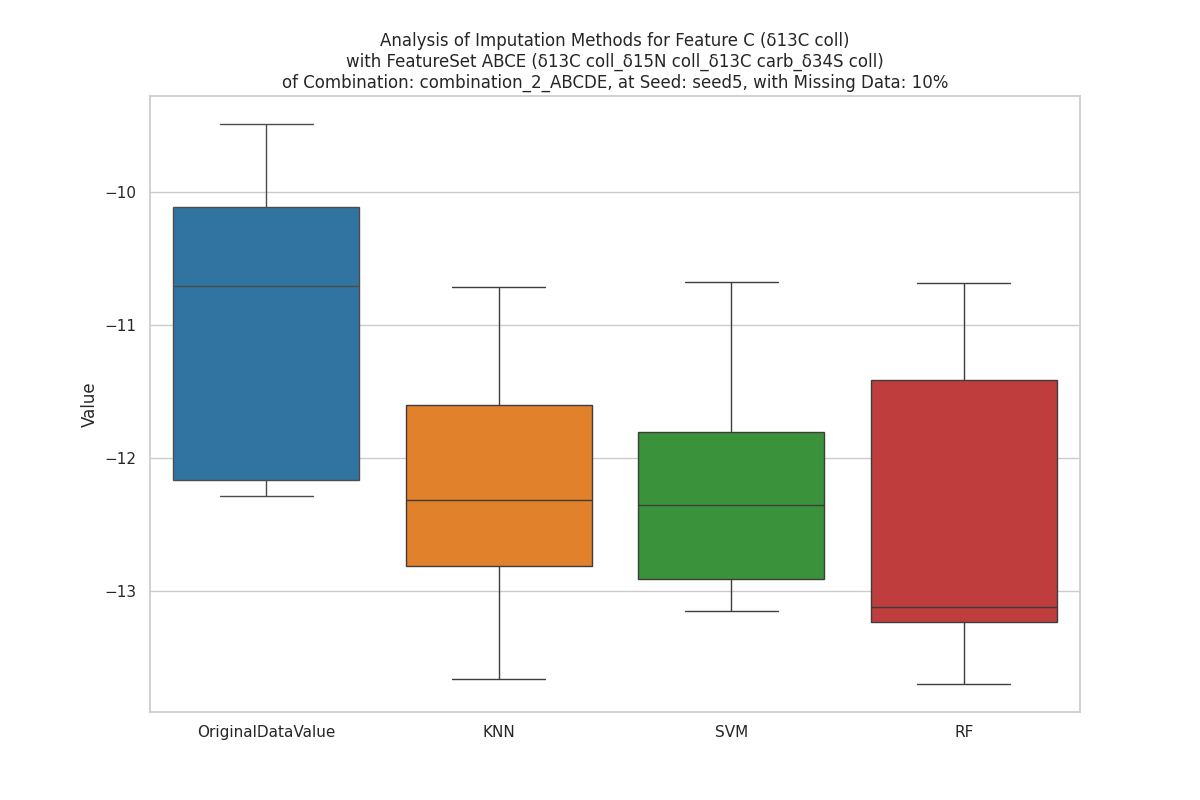 Analysis of Imputation Methods for Feature C (δ13C coll)
with FeatureSet ABCE (δ13C coll_δ15N coll_δ13C carb_δ34S coll)
of Combination: combination_2_ABCDE, at Seed: seed5, with Missing Data: 10%
Value
−10
−11
−12
−13
OriginalDataValue
KNN
SVM
RF